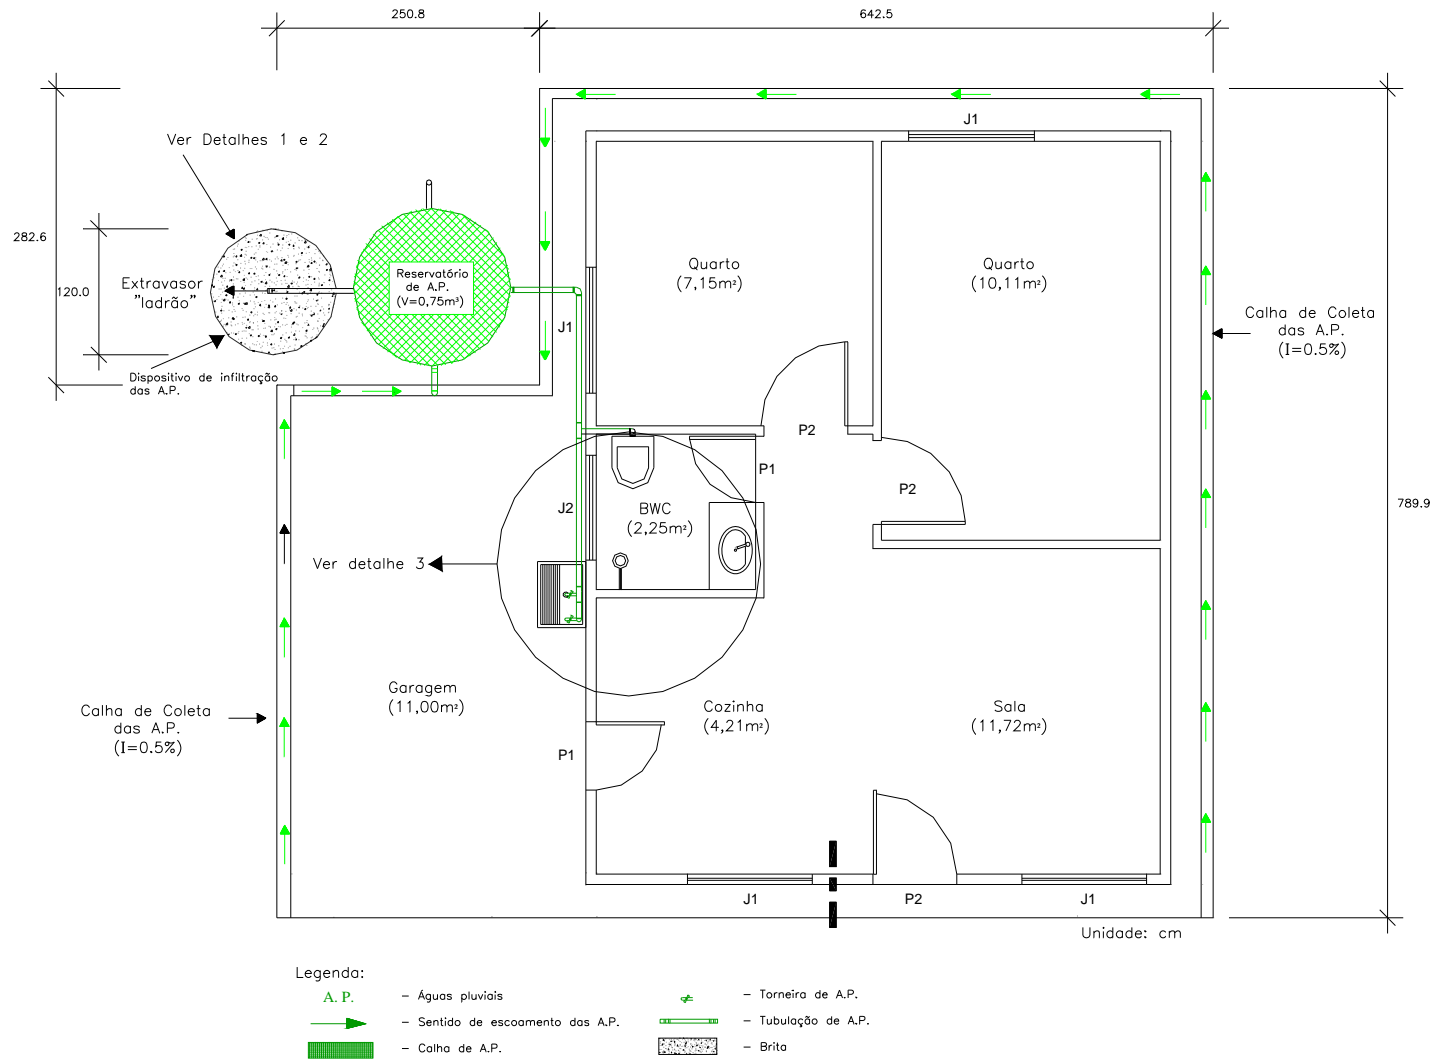 250.8
642.5
Ver Detalhes 1 e 2
J1
282.6
120.0
Extravasor
"ladrão"
Reservatório
de A.P.
(V=0,75m³)
Quarto
(7,15m²)
Quarto
(10,11m²)
J1
Calha de Coleta
das A.P.
(I=0.5%)
Dispositivo de infiltração
das A.P.
P2
P1
P2
789.9
J2
BWC
(2,25m²)
Ver detalhe 3
Garagem
(11,00m²)
Cozinha
(4,21m²)
Sala
(11,72m²)
Calha de Coleta
das A.P.
(I=0.5%)
P1
J1
P2
J1
Unidade: cm
Legenda:
A. P.
- Águas pluviais
- Torneira de A.P.
- Sentido de escoamento das A.P.
- Tubulação de A.P.
- Calha de A.P.
- Brita